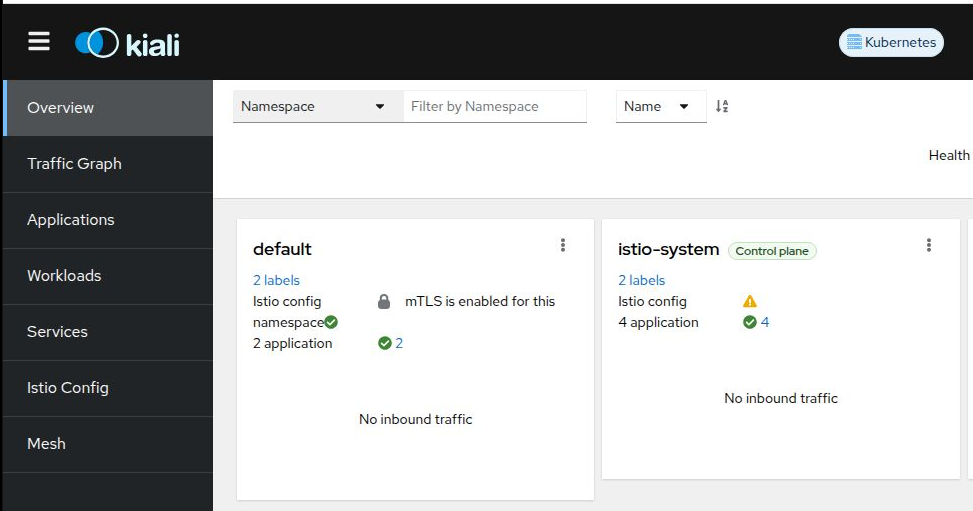 kiali
Kubernetes
Overview
Traffic Graph
Applications
Workloads
Services
Istio Config
Mesh
Namespace
Filter by Namespace
Name
Health
default
2 labels
Istio config
mTLS is enabled for this
namespace
2 application
2
No inbound traffic
istio-system
Control plane
2 labels
Istio config
4 application
4
No inbound traffic